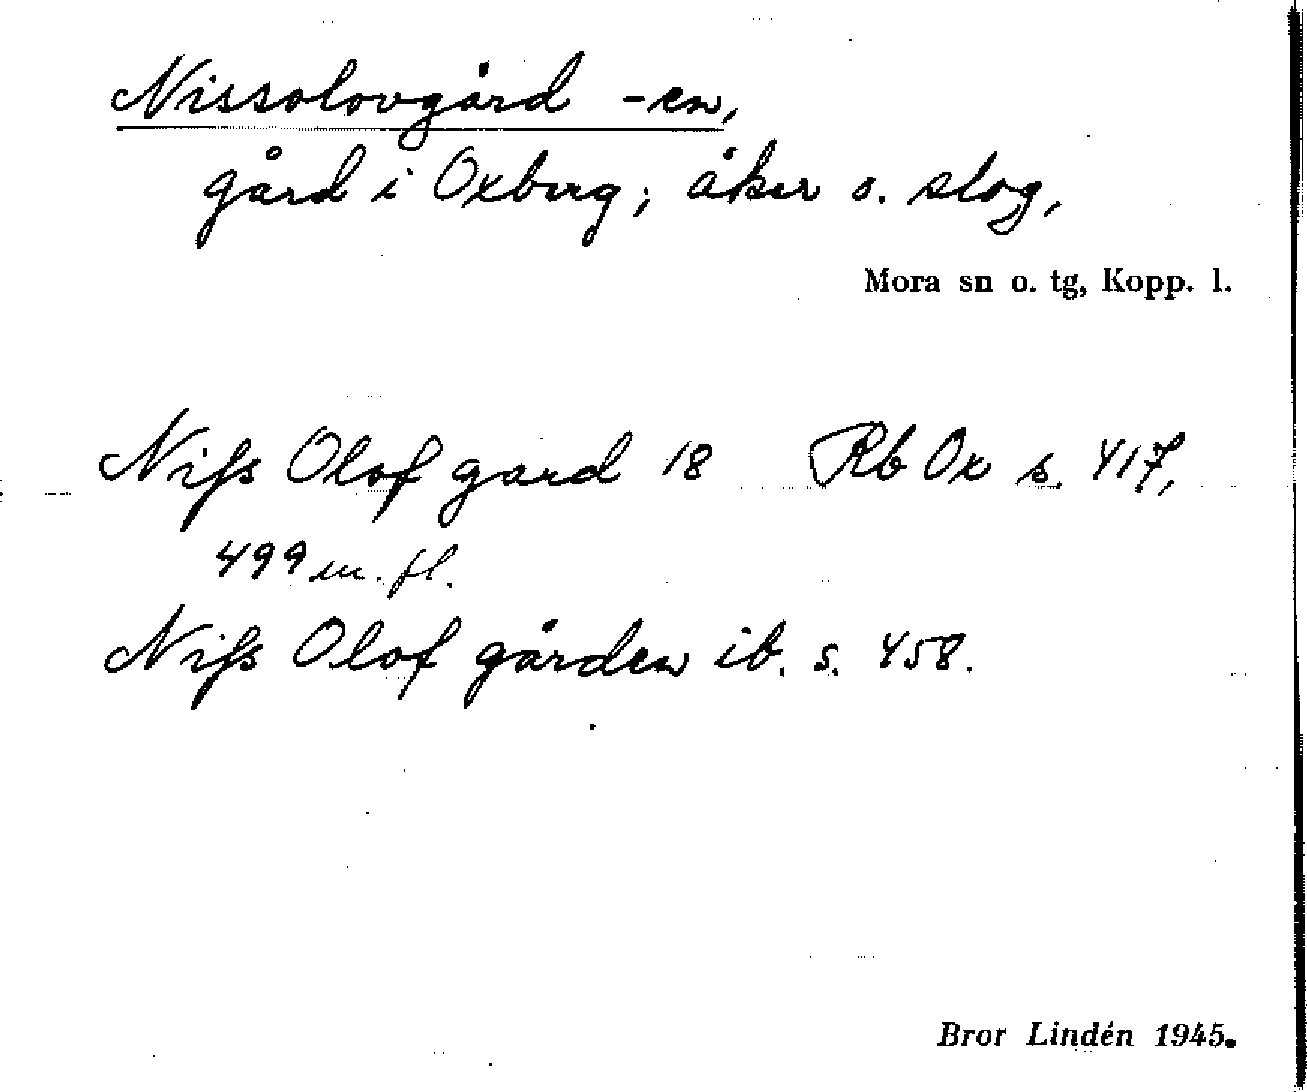 Nissolovgård -en,
gård i Oxberg; åker o. slog,
Mora sn o. tg, Kopp. l.
Niſs Olof gard 18 Rb Ox s. 417,
499 m. fl.
Niſs Olof gården ib. s. 458.
Bror Lindén 1945.